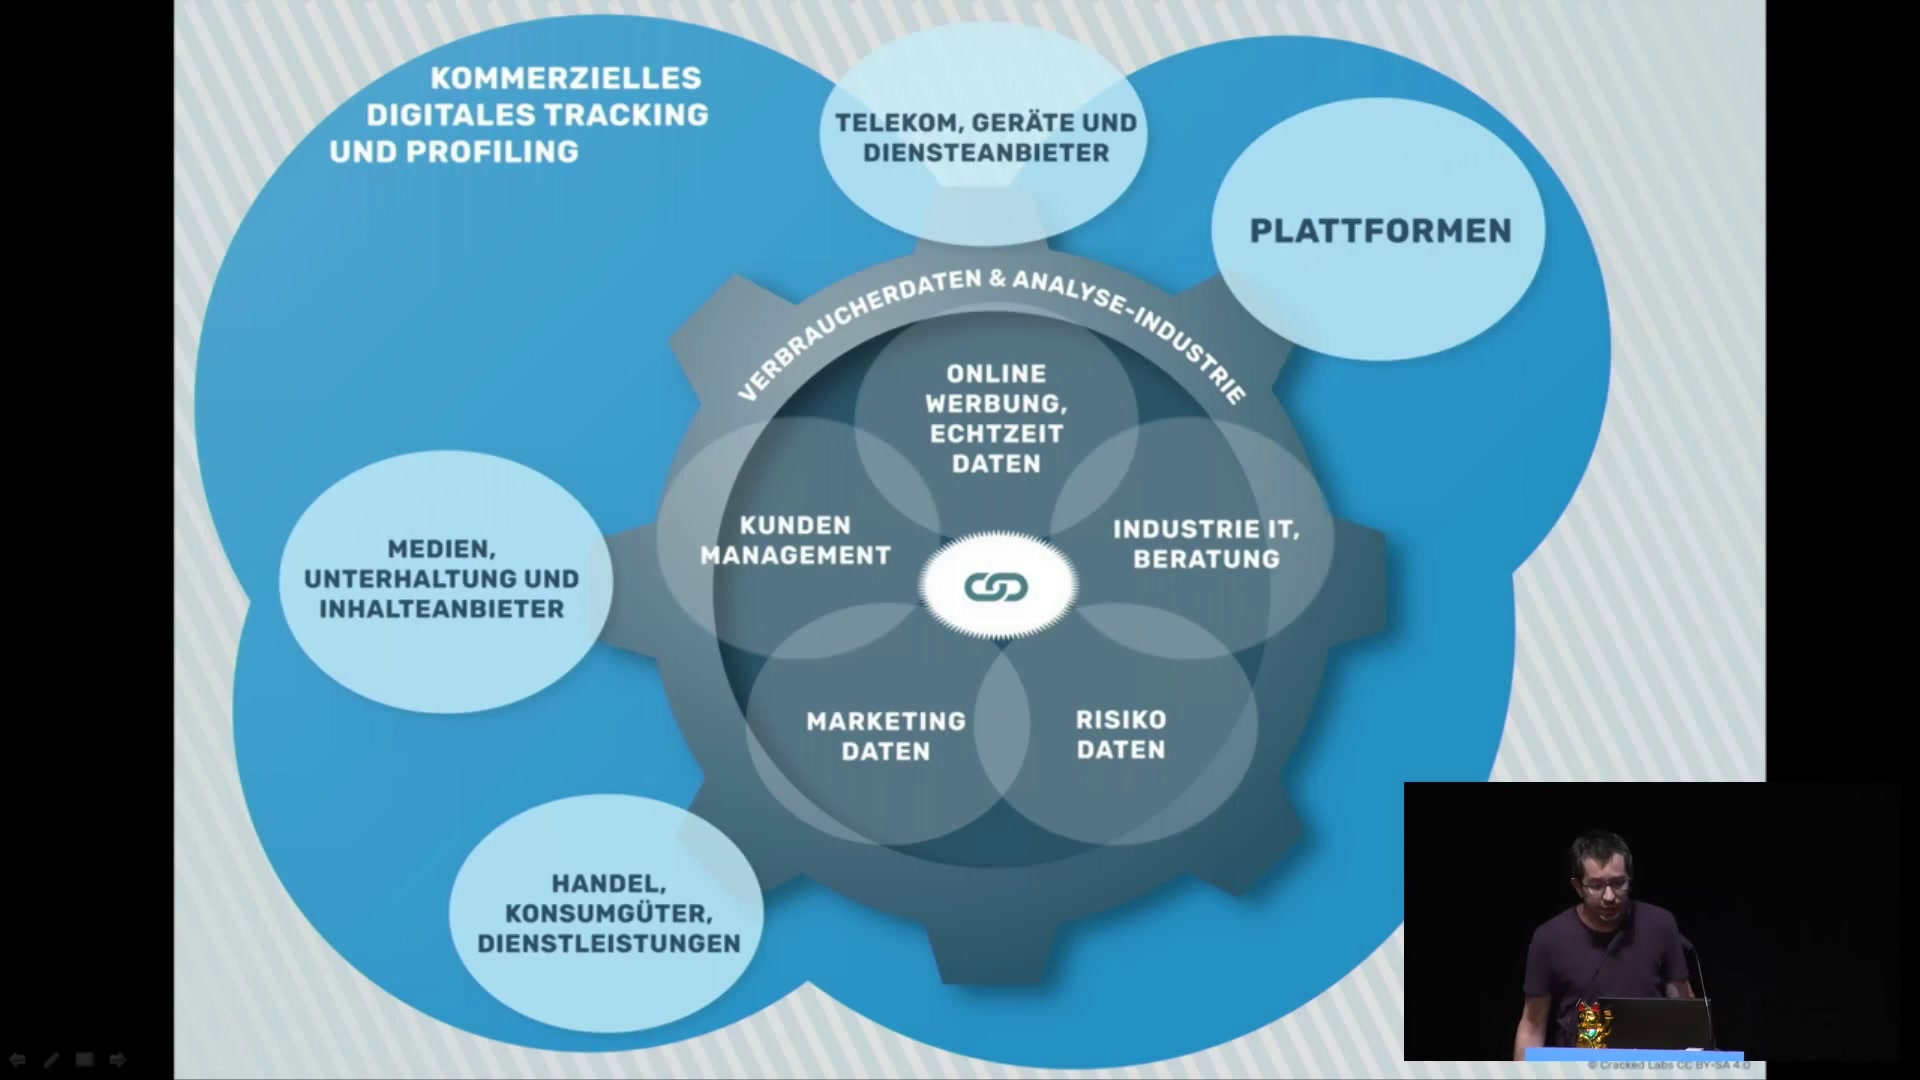 KOMMERZIELLES
DIGITALES TRACKING
UND PROFILING
TELEKOM, GERÄTE UND
DIENSTEANBIETER
PLATTFORMEN
VERBRAUCHERDATEN & ANALYSE-INDUSTRIE
ONLINE
WERBUNG,
ECHTZEIT
DATEN
KUNDEN
MANAGEMENT
INDUSTRIE IT,
BERATUNG
MEDIEN,
UNTERHALTUNG UND
INHALTEANBIETER
MARKETING
DATEN
RISIKO
DATEN
HANDEL,
KONSUMGÜTER,
DIENSTLEISTUNGEN
© Cracked Labs CC BY-SA 4.0